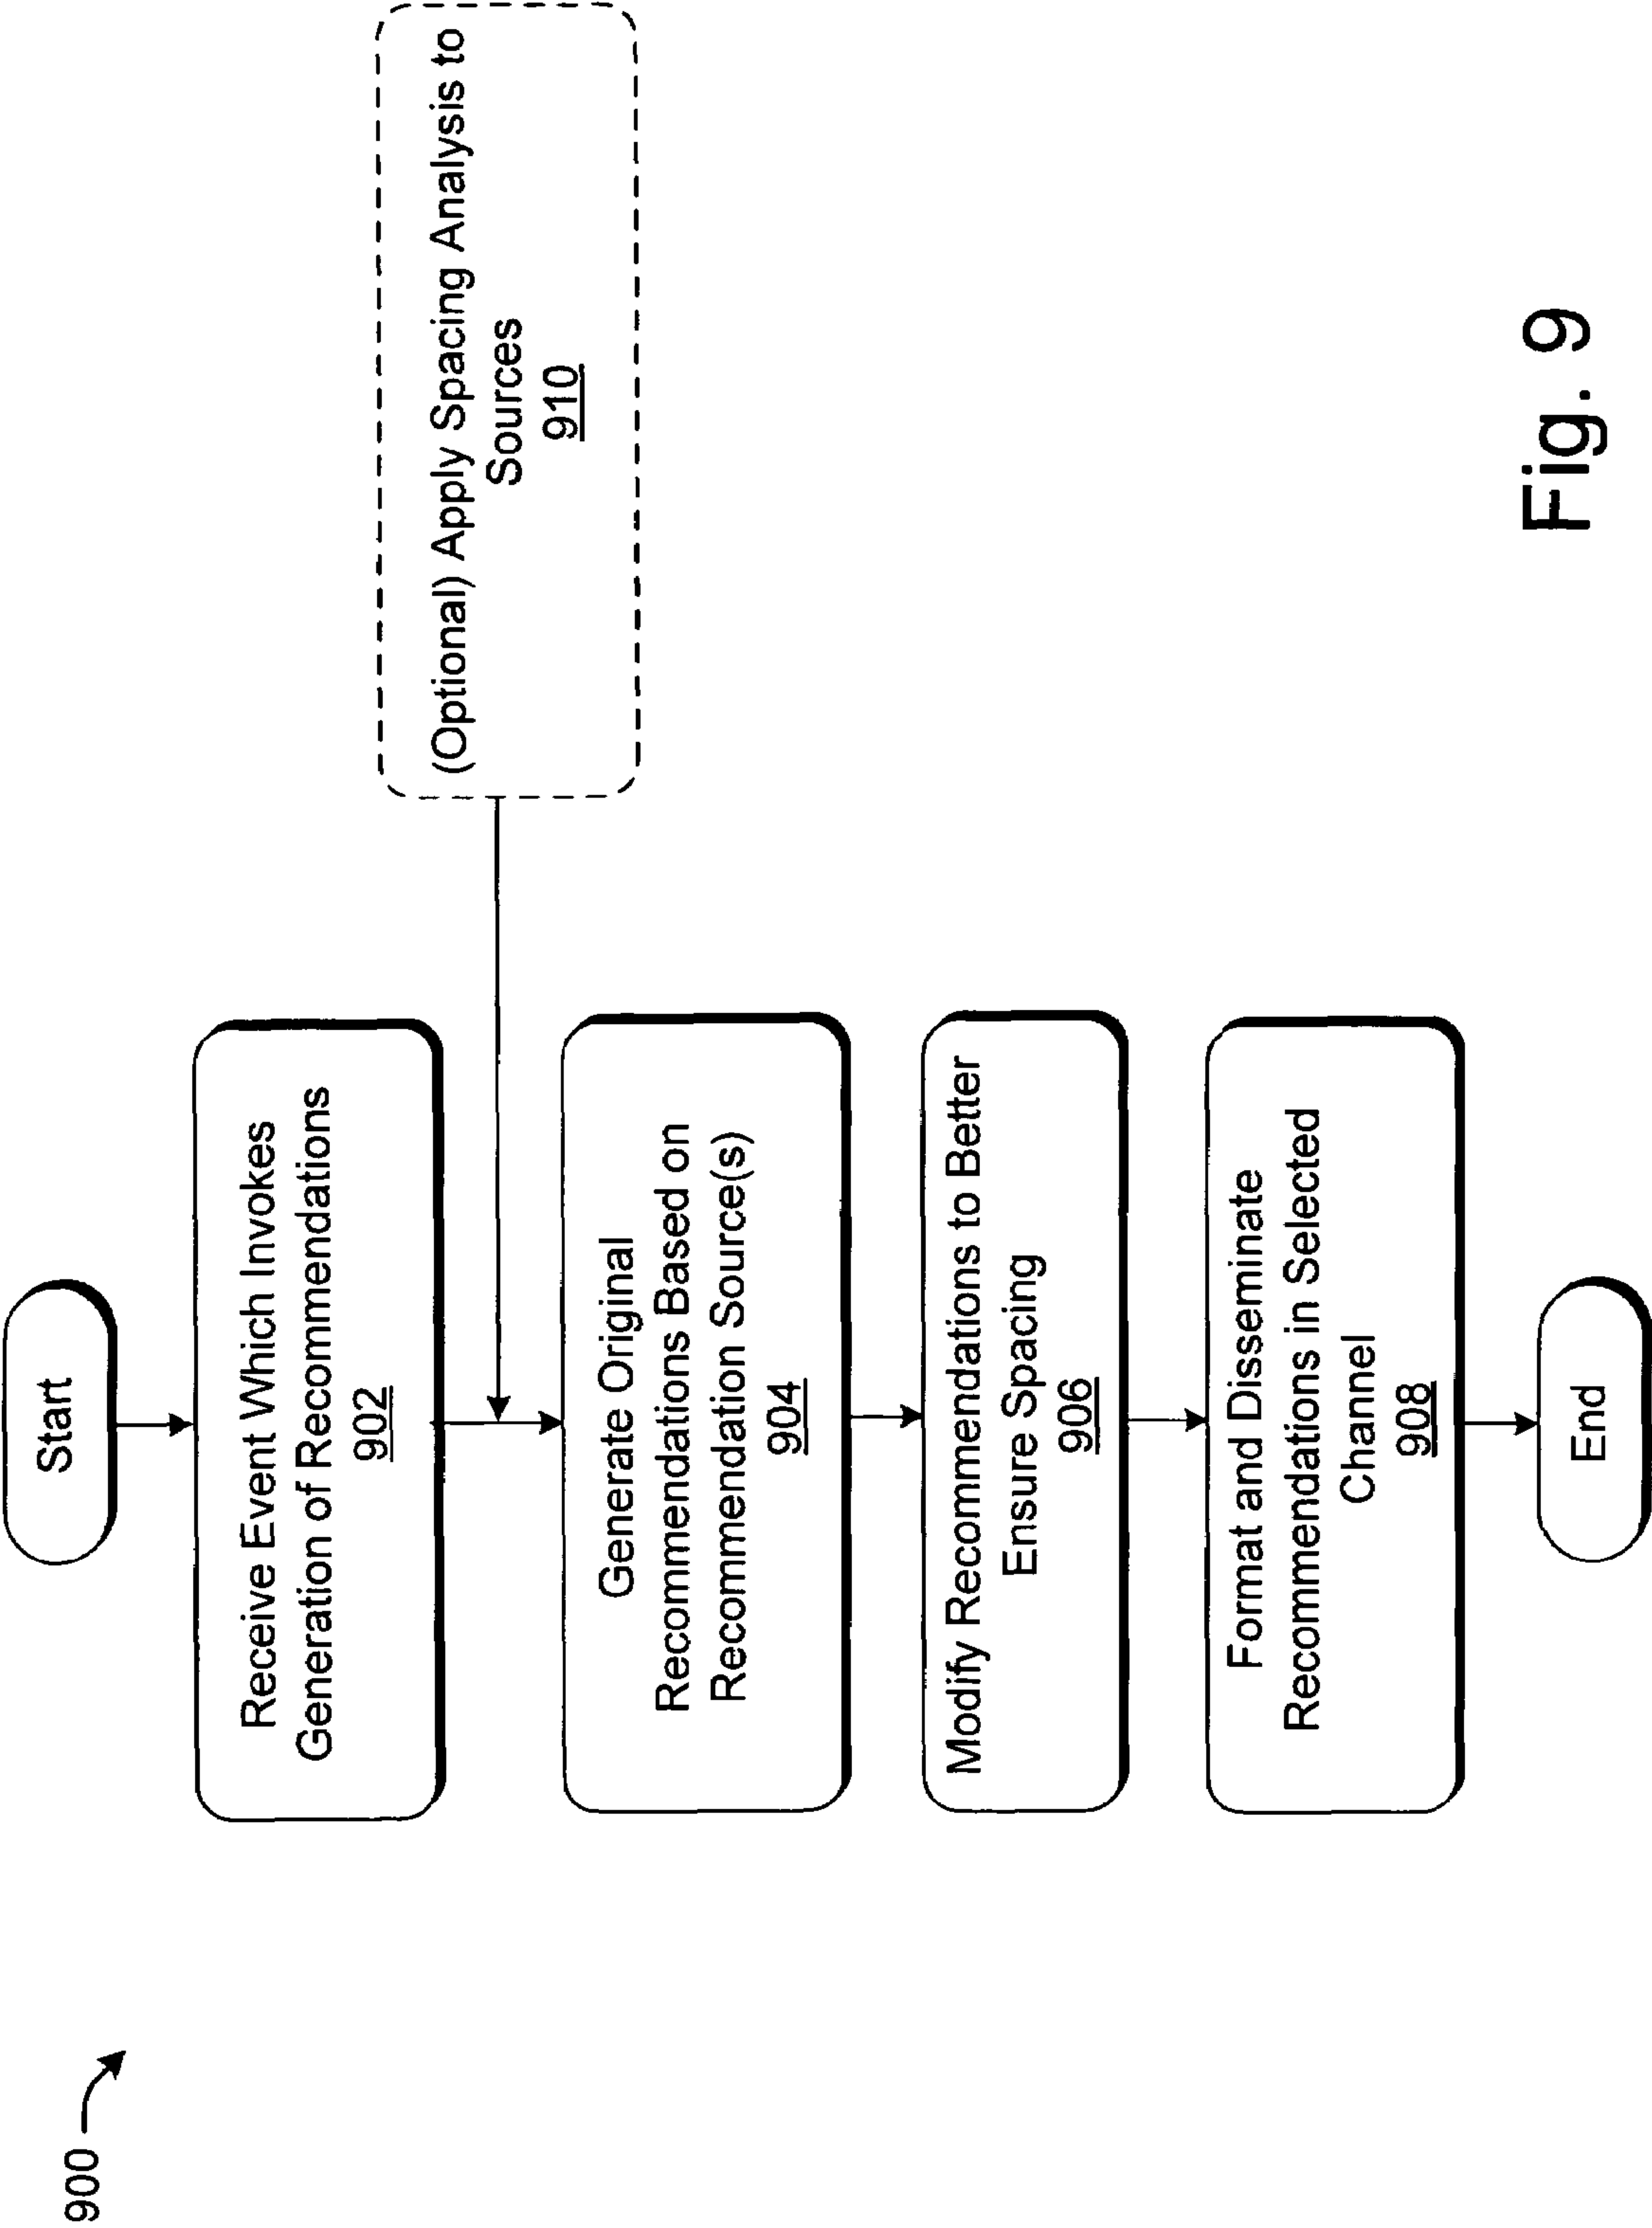 900
Start
Receive Event Which Invokes
Generation of Recommendations
902
(Optional) Apply Spacing Analysis to
Sources
910
Generate Original
Recommendations Based on
Recommendation Source(s)
904
Modify Recommendations to Better
Ensure Spacing
906
Format and Disseminate
Recommendations in Selected
Channel
908
End
Fig. 9